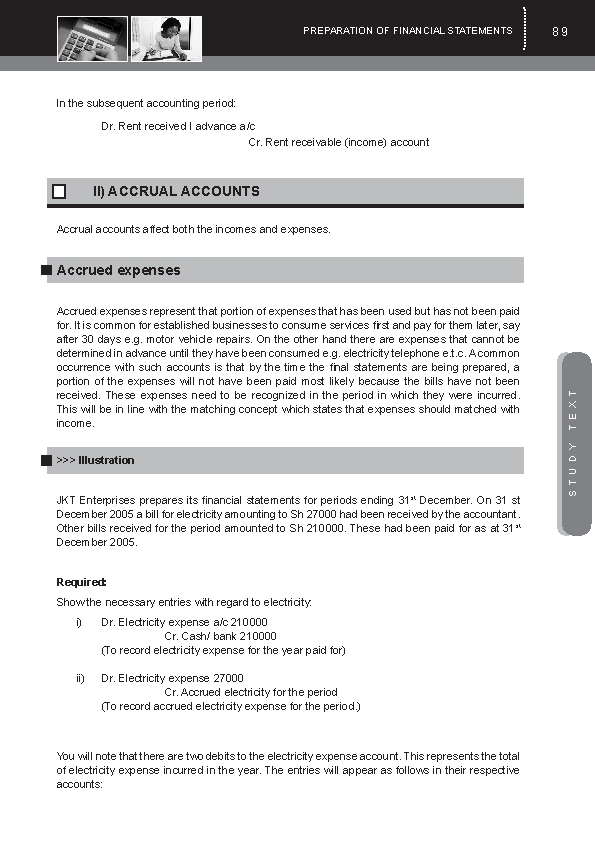 PREPARATION OF FINANCIAL STATEMENTS
89
In the subsequent accounting period:
Dr. Rent received I advance a/c
Cr. Rent receivable (income) account
II) ACCRUAL ACCOUNTS
Accrual accounts affect both the incomes and expenses.
Accrued expenses
Accrued expenses represent that portion of expenses that has been used but has not been paid
for. It is common for established businesses to consume services first and pay for them later, say
after 30 days e.g. motor vehicle repairs. On the other hand there are expenses that cannot be
determined in advance until they have been consumed e.g. electricity telephone e.t.c. A common
occurrence with such accounts is that by the time the final statements are being prepared, a
portion of the expenses will not have been paid most likely because the bills have not been
received. These expenses need to be recognized in the period in which they were incurred.
This will be in line with the matching concept which states that expenses should matched with
income.
>>> Illustration
JKT Enterprises prepares its financial statements for periods ending 31st December. On 31 st
December 2005 a bill for electricity amounting to Sh 27000 had been received by the accountant.
Other bills received for the period amounted to Sh 210000. These had been paid for as at 31st
December 2005.
Required:
Show the necessary entries with regard to electricity:
i) Dr. Electricity expense a/c 210000
Cr. Cash/ bank 210000
(To record electricity expense for the year paid for)
ii) Dr. Electricity expense 27000
Cr. Accrued electricity for the period
(To record accrued electricity expense for the period.)
You will note that there are two debits to the electricity expense account. This represents the total
of electricity expense incurred in the year. The entries will appear as follows in their respective
accounts:
STUDY TEXT